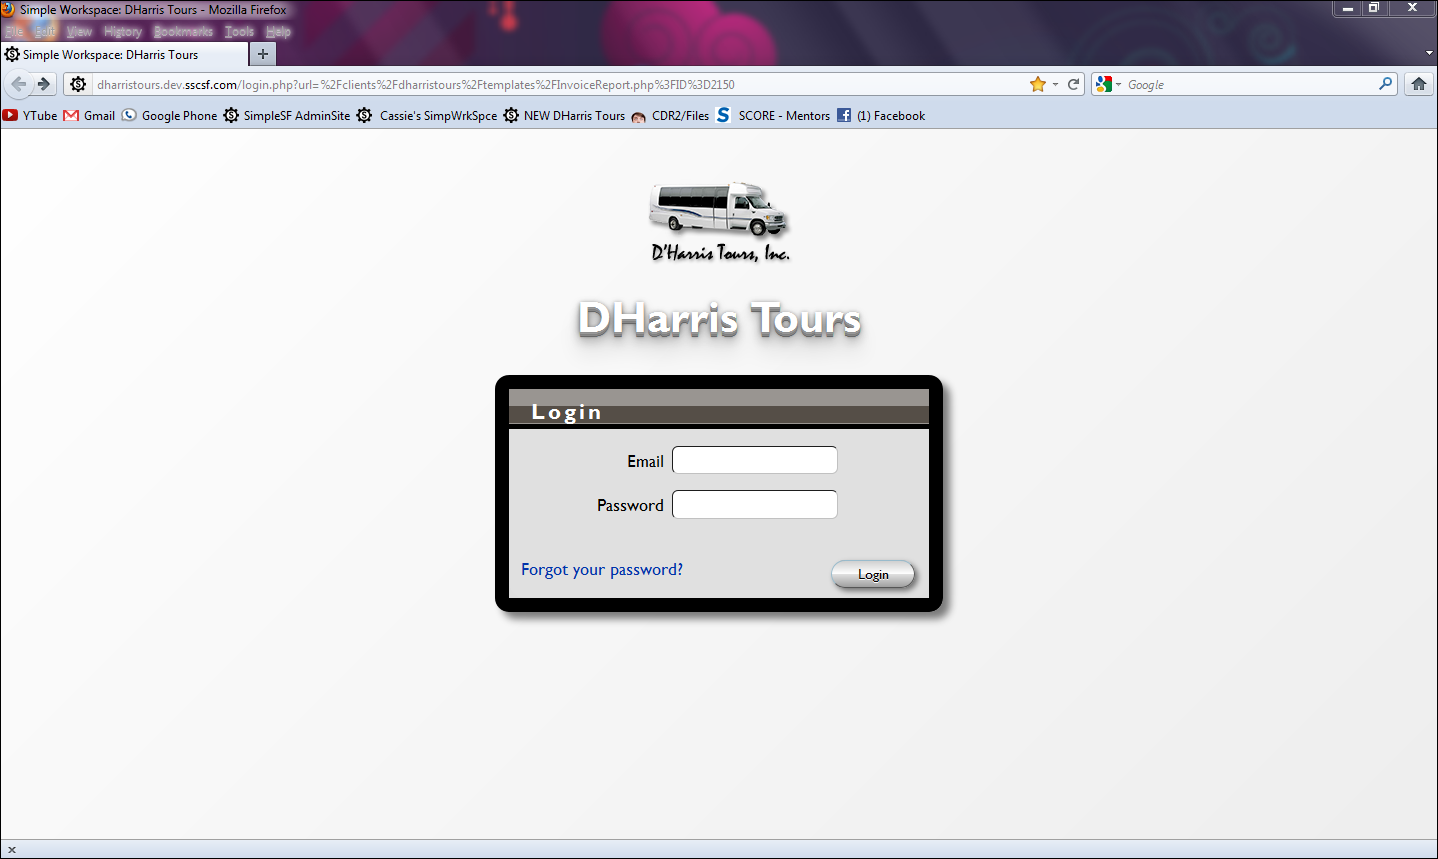 Simple Workspace: DHarris Tours - Mozilla Firefox
File Edit View History Bookmarks Tools Help
Simple Workspace: DHarris Tours
dharristours.dev.sscsf.com/login.php?url=%2Fclients%2Fdharristours%2Ftemplates%2FInvoiceReport.php%3FID%3D2150 Google
YTube Gmail Google Phone SimpleSF AdminSite Cassie's SimpWrkSpce NEW DHarris Tours CDR2/Files SCORE - Mentors (1) Facebook
D'Harris Tours, Inc.
DHarris Tours
Login
Email
Password
Forgot your password? Login